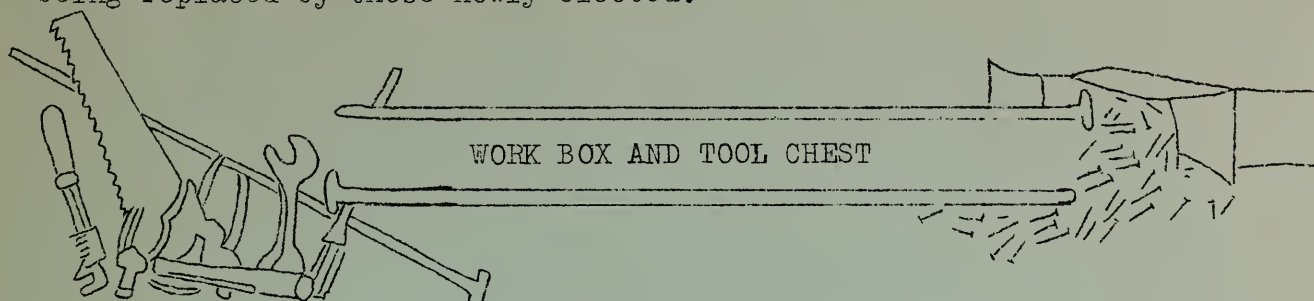 being replaced by those newly elected.
WORK BOX AND TOOL CHEST